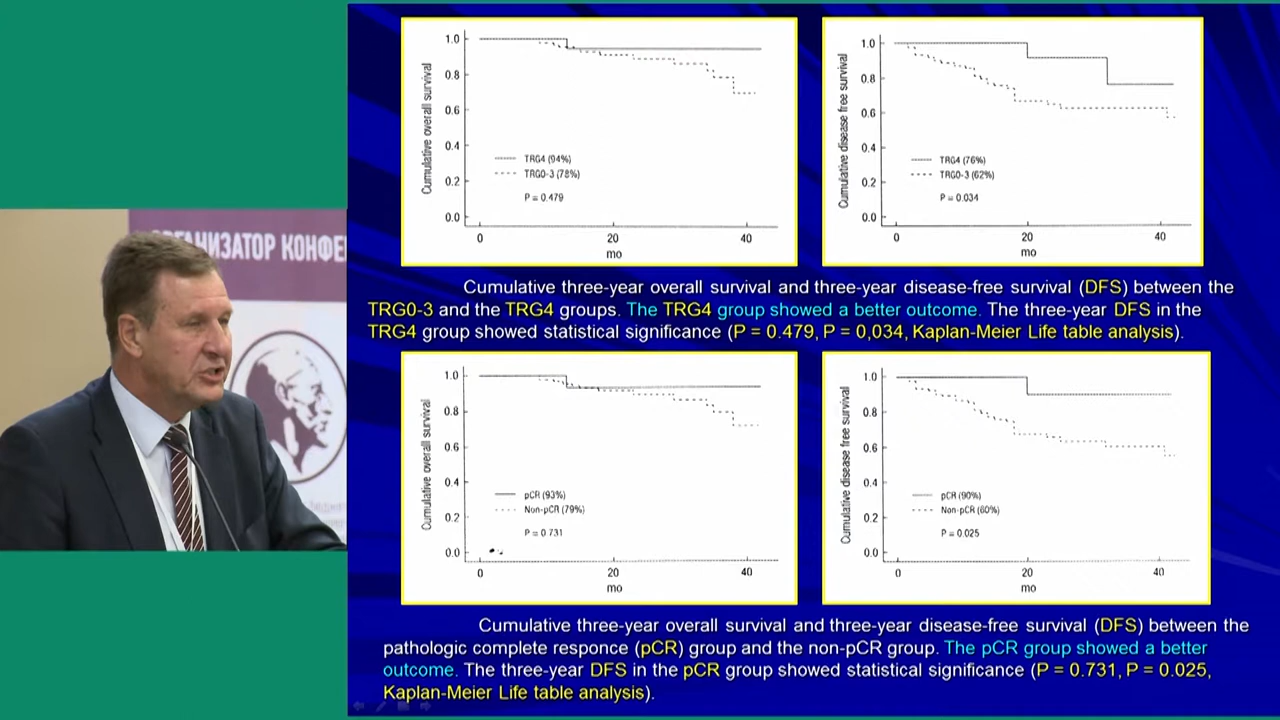 ОРГАНИЗАТОР КОНФЕ
1.0
0.8
0.6
0.4
0.2
0.0
Cumulative overall survival
TRG4 (94%)
TRG0-3 (78%)
P = 0.479
0 20 40
mo
1.0
0.8
0.6
0.4
0.2
0.0
Cumulative disease free survival
TRG4 (76%)
TRG0-3 (62%)
P = 0.034
0 20 40
mo
Cumulative three-year overall survival and three-year disease-free survival (DFS) between the
TRG0-3 and the TRG4 groups. The TRG4 group showed a better outcome. The three-year DFS in the
TRG4 group showed statistical significance (P = 0.479, P = 0,034, Kaplan-Meier Life table analysis).
1.0
0.8
0.6
0.4
0.2
0.0
Cumulative overall survival
pCR (93%)
Non-pCR (79%)
P = 0 731
0 20 40
mo
1.0
0.8
0.6
0.4
0.2
0.0
Cumulative disease free survival
pCR (90%)
Non-pCR (60%)
P = 0.025
0 20 40
mo
Cumulative three-year overall survival and three-year disease-free survival (DFS) between the
pathologic complete responce (pCR) group and the non-pCR group. The pCR group showed a better
outcome. The three-year DFS in the pCR group showed statistical significance (P = 0.731, P = 0.025,
Kaplan-Meier Life table analysis).